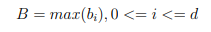 B = max(b_i), 0 <= i <= d